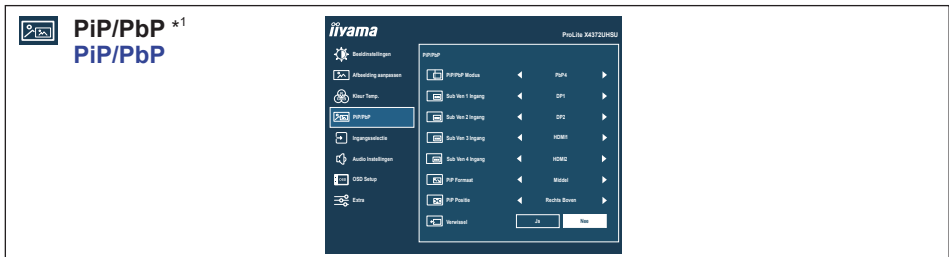 PiP/PbP *1
PiP/PbP
iiyama
ProLite X4372UHSU
Beeldinstellingen
Afbeelding aanpassen
Kleur Temp.
PiP/PbP
Ingangsselectie
Audio Instellingen
OSD Setup
OSD
Extra
PiP/PbP
PiP/PbP Modus PbP4
Sub Ven 1 Ingang DP1
Sub Ven 2 Ingang DP2
Sub Ven 3 Ingang HDMI1
Sub Ven 4 Ingang HDMI2
PiP Formaat Middel
PiP Positie Rechts Boven
Verwissel Ja Nee